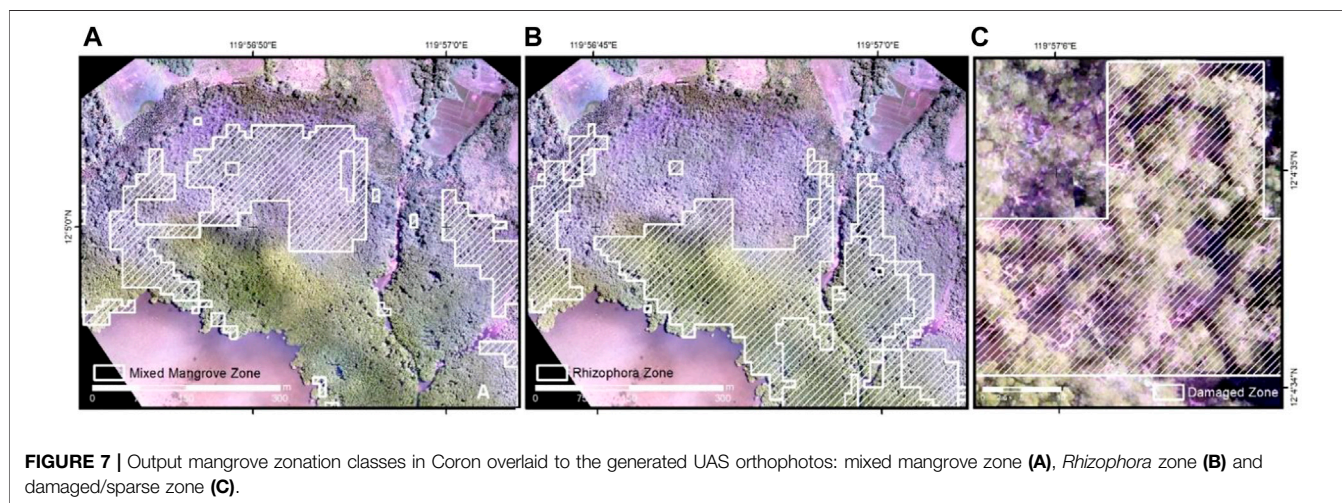 A
119°56'50"E
119°57'0"E
12°5'0"N
Mixed Mangrove Zone
0
300
m
A
B
119°56'45"E
119°57'0"E
Rhizophora Zone
0
300
m
C
119°57'6"E
12°4'35"N
12°4'34"N
Damaged Zone
FIGURE 7 | Output mangrove zonation classes in Coron overlaid to the generated UAS orthophotos: mixed mangrove zone (A), Rhizophora zone (B) and
damaged/sparse zone (C).